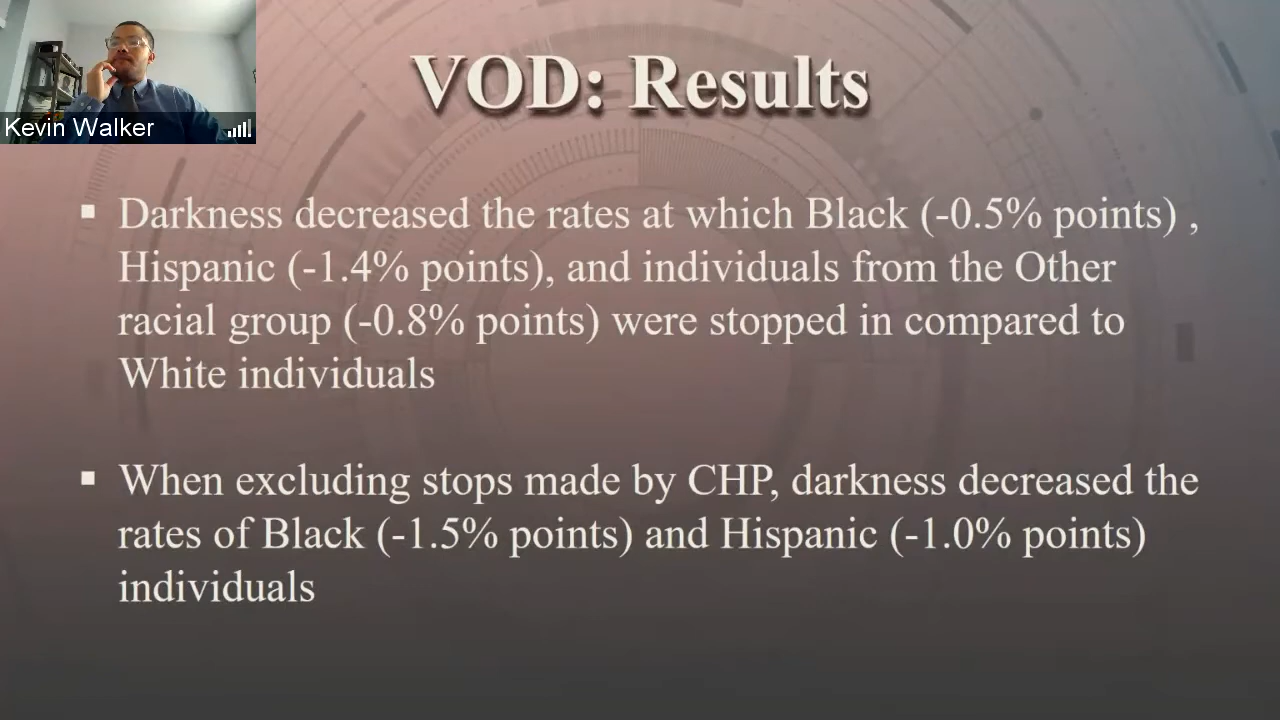 VOD: Results
Kevin Walker
▪ Darkness decreased the rates at which Black (-0.5% points) ,
Hispanic (-1.4% points), and individuals from the Other
racial group (-0.8% points) were stopped in compared to
White individuals
▪ When excluding stops made by CHP, darkness decreased the
rates of Black (-1.5% points) and Hispanic (-1.0% points)
individuals